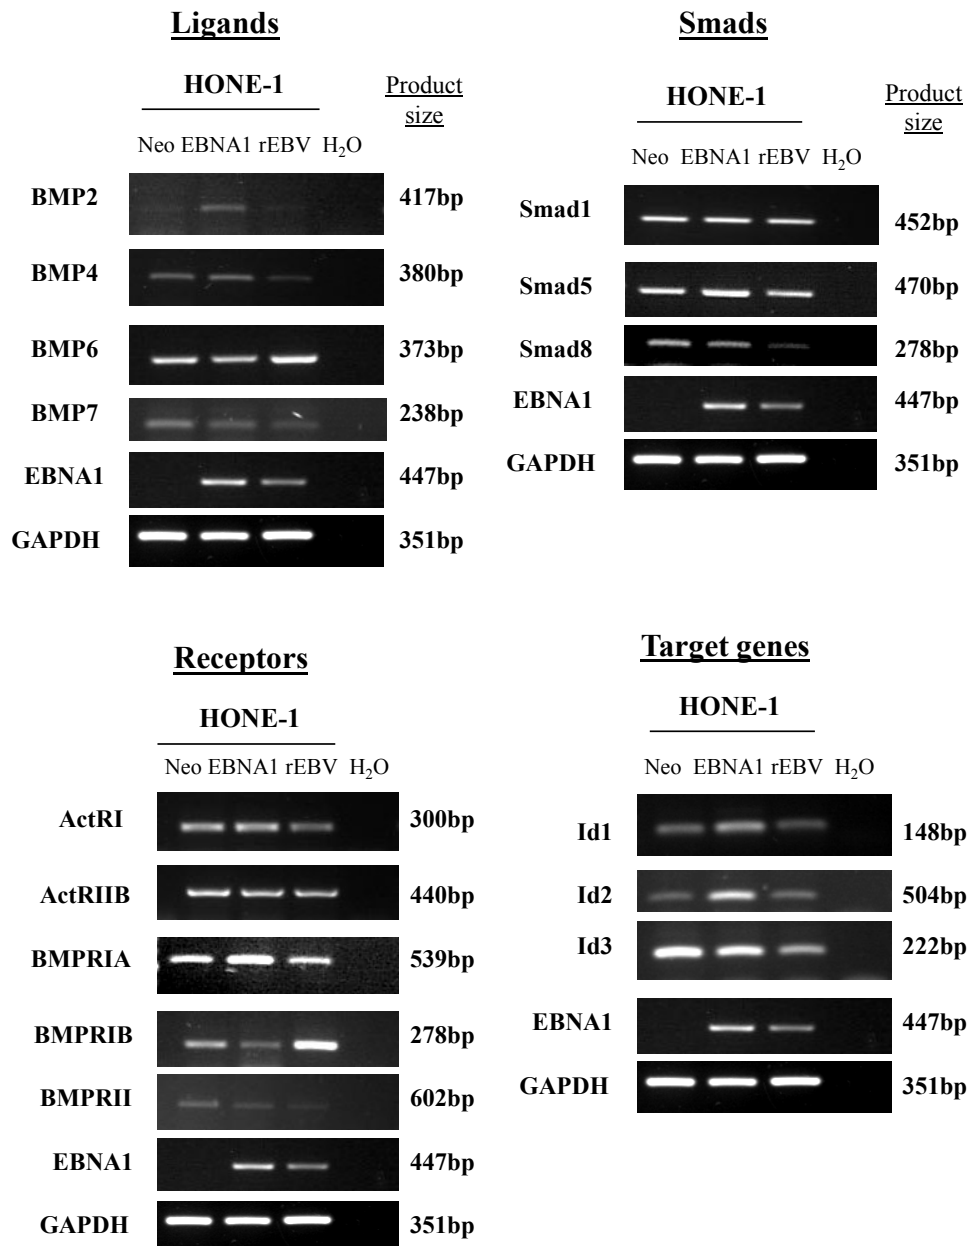 Ligands
HONE-1
Product
size
Neo EBNA1 rEBV H₂O
BMP2 417bp
BMP4 380bp
BMP6 373bp
BMP7 238bp
EBNA1 447bp
GAPDH 351bp
Smads
HONE-1
Product
size
Neo EBNA1 rEBV H₂O
Smad1 452bp
Smad5 470bp
Smad8 278bp
EBNA1 447bp
GAPDH 351bp
Receptors
HONE-1
Neo EBNA1 rEBV H₂O
ActRI 300bp
ActRIIB 440bp
BMPRIA 539bp
BMPRIB 278bp
BMPRII 602bp
EBNA1 447bp
GAPDH 351bp
Target genes
HONE-1
Neo EBNA1 rEBV H₂O
Id1 148bp
Id2 504bp
Id3 222bp
EBNA1 447bp
GAPDH 351bp